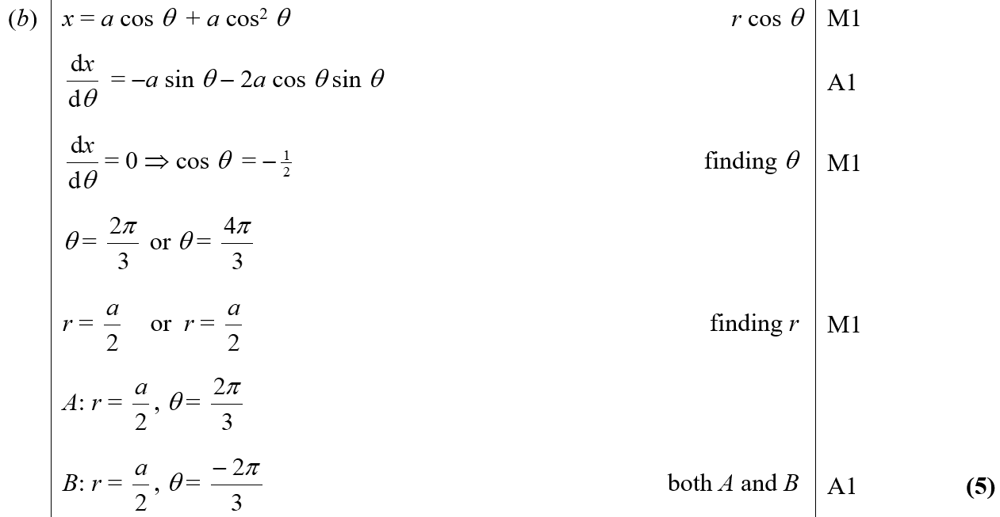 (b) x = a cos θ + a cos² θ r cos θ M1
dx/dθ = –a sin θ – 2a cos θ sin θ A1
dx/dθ = 0 ⇒ cos θ = –1/2 finding θ M1
θ = 2π/3 or θ = 4π/3
r = a/2 or r = a/2 finding r M1
A: r = a/2, θ = 2π/3
B: r = a/2, θ = –2π/3 both A and B A1 (5)